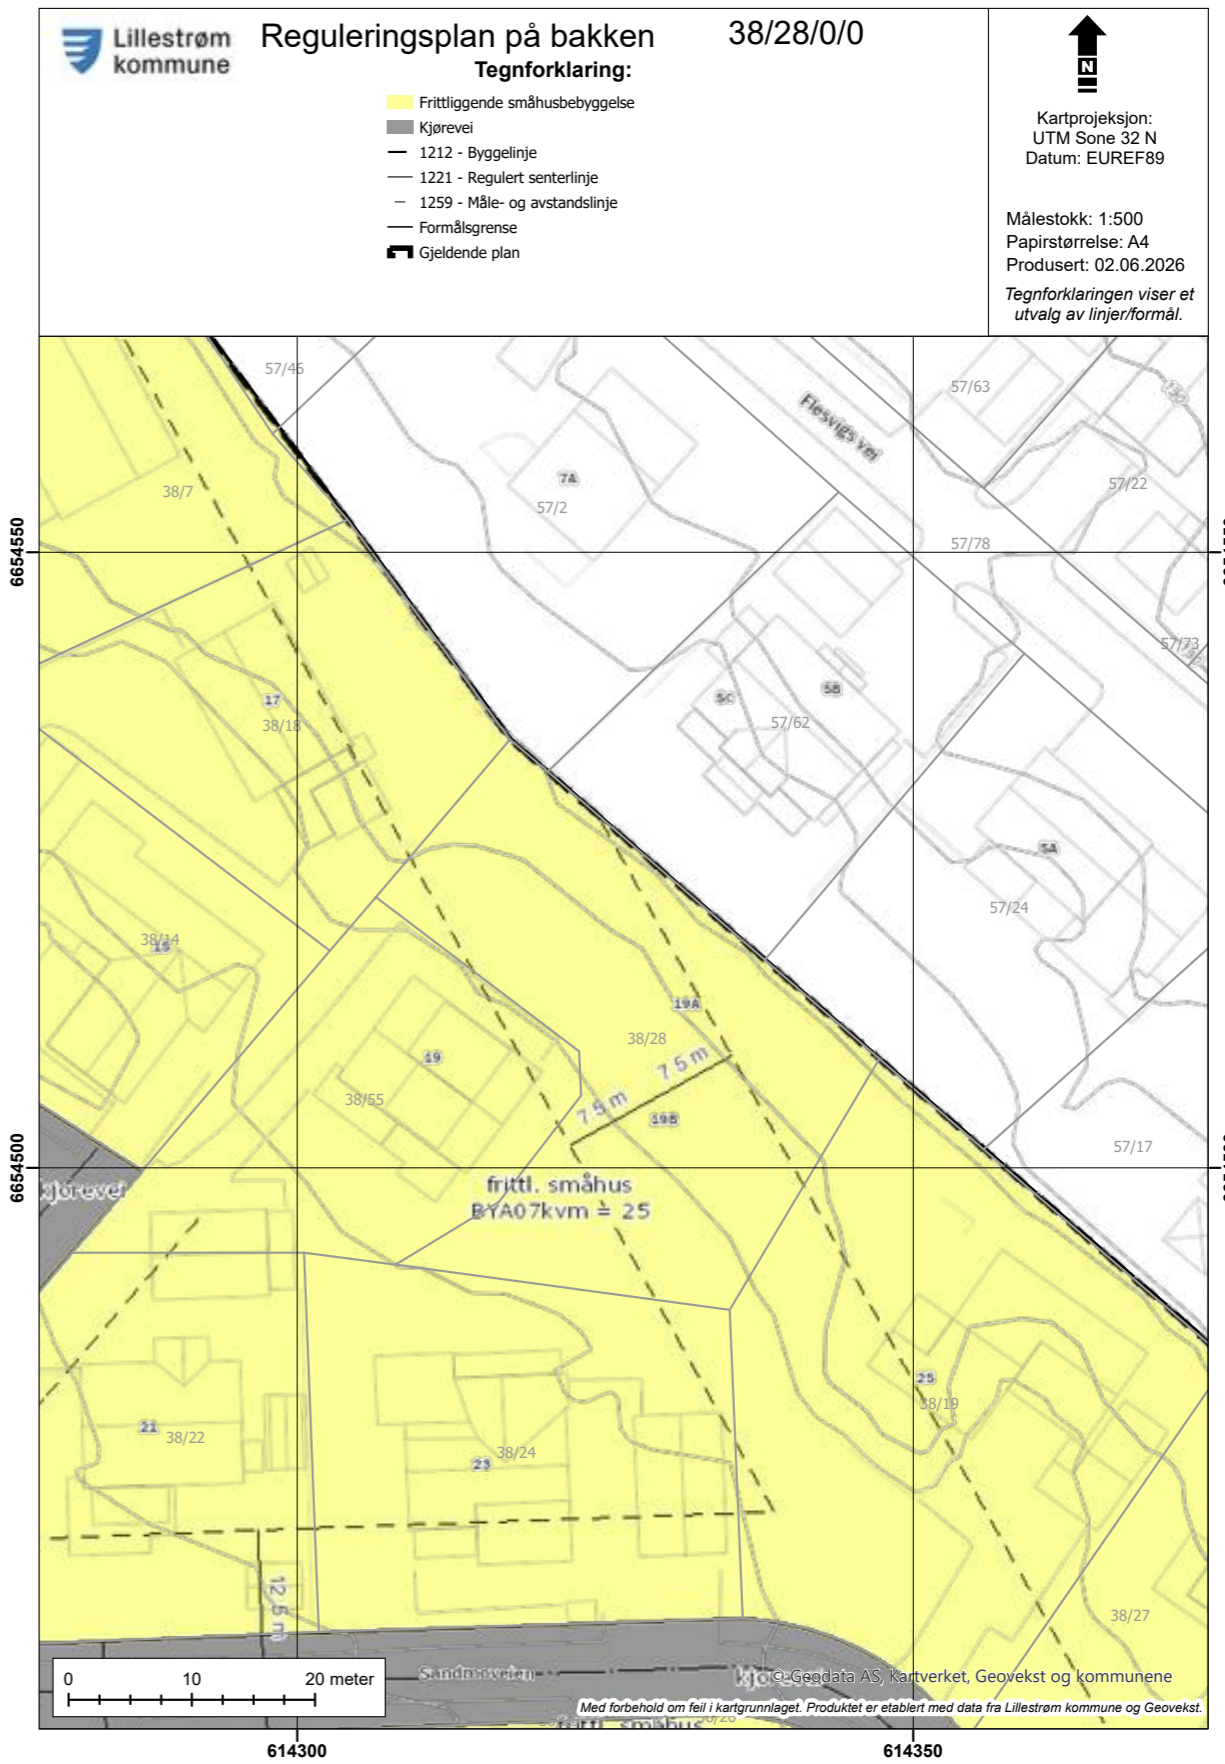 Lillestrøm
kommune
Reguleringsplan på bakken 38/28/0/0
Tegnforklaring:
Frittliggende småhusbebyggelse
Kjørevei
1212 - Byggelinje
1221 - Regulert senterlinje
1259 - Måle- og avstandslinje
Formålsgrense
Gjeldende plan
N
Kartprojeksjon:
UTM Sone 32 N
Datum: EUREF89
Målestokk: 1:500
Papirstørrelse: A4
Produsert: 02.06.2026
Tegnforklaringen viser et
utvalg av linjer/formål.
57/46
57/63
Flesvigs vei
7A
57/2
38/7
57/22
57/78
6654550
57/73
17
38/18
5C
5B
57/62
5A
57/24
38/14
15
19A
38/28
19
7.5 m
7.5 m
38/55
19B
57/17
6654500
kjørevei
frittl. småhus
BYA07kvm = 25
25
38/19
21
38/22
23
38/24
12.5 m
38/27
0 10 20 meter
Sandmoveien
© Geodata AS, Kartverket, Geovekst og kommunene
Med forbehold om feil i kartgrunnlaget. Produktet er etablert med data fra Lillestrøm kommune og Geovekst.
frittl. småhus
614300
614350